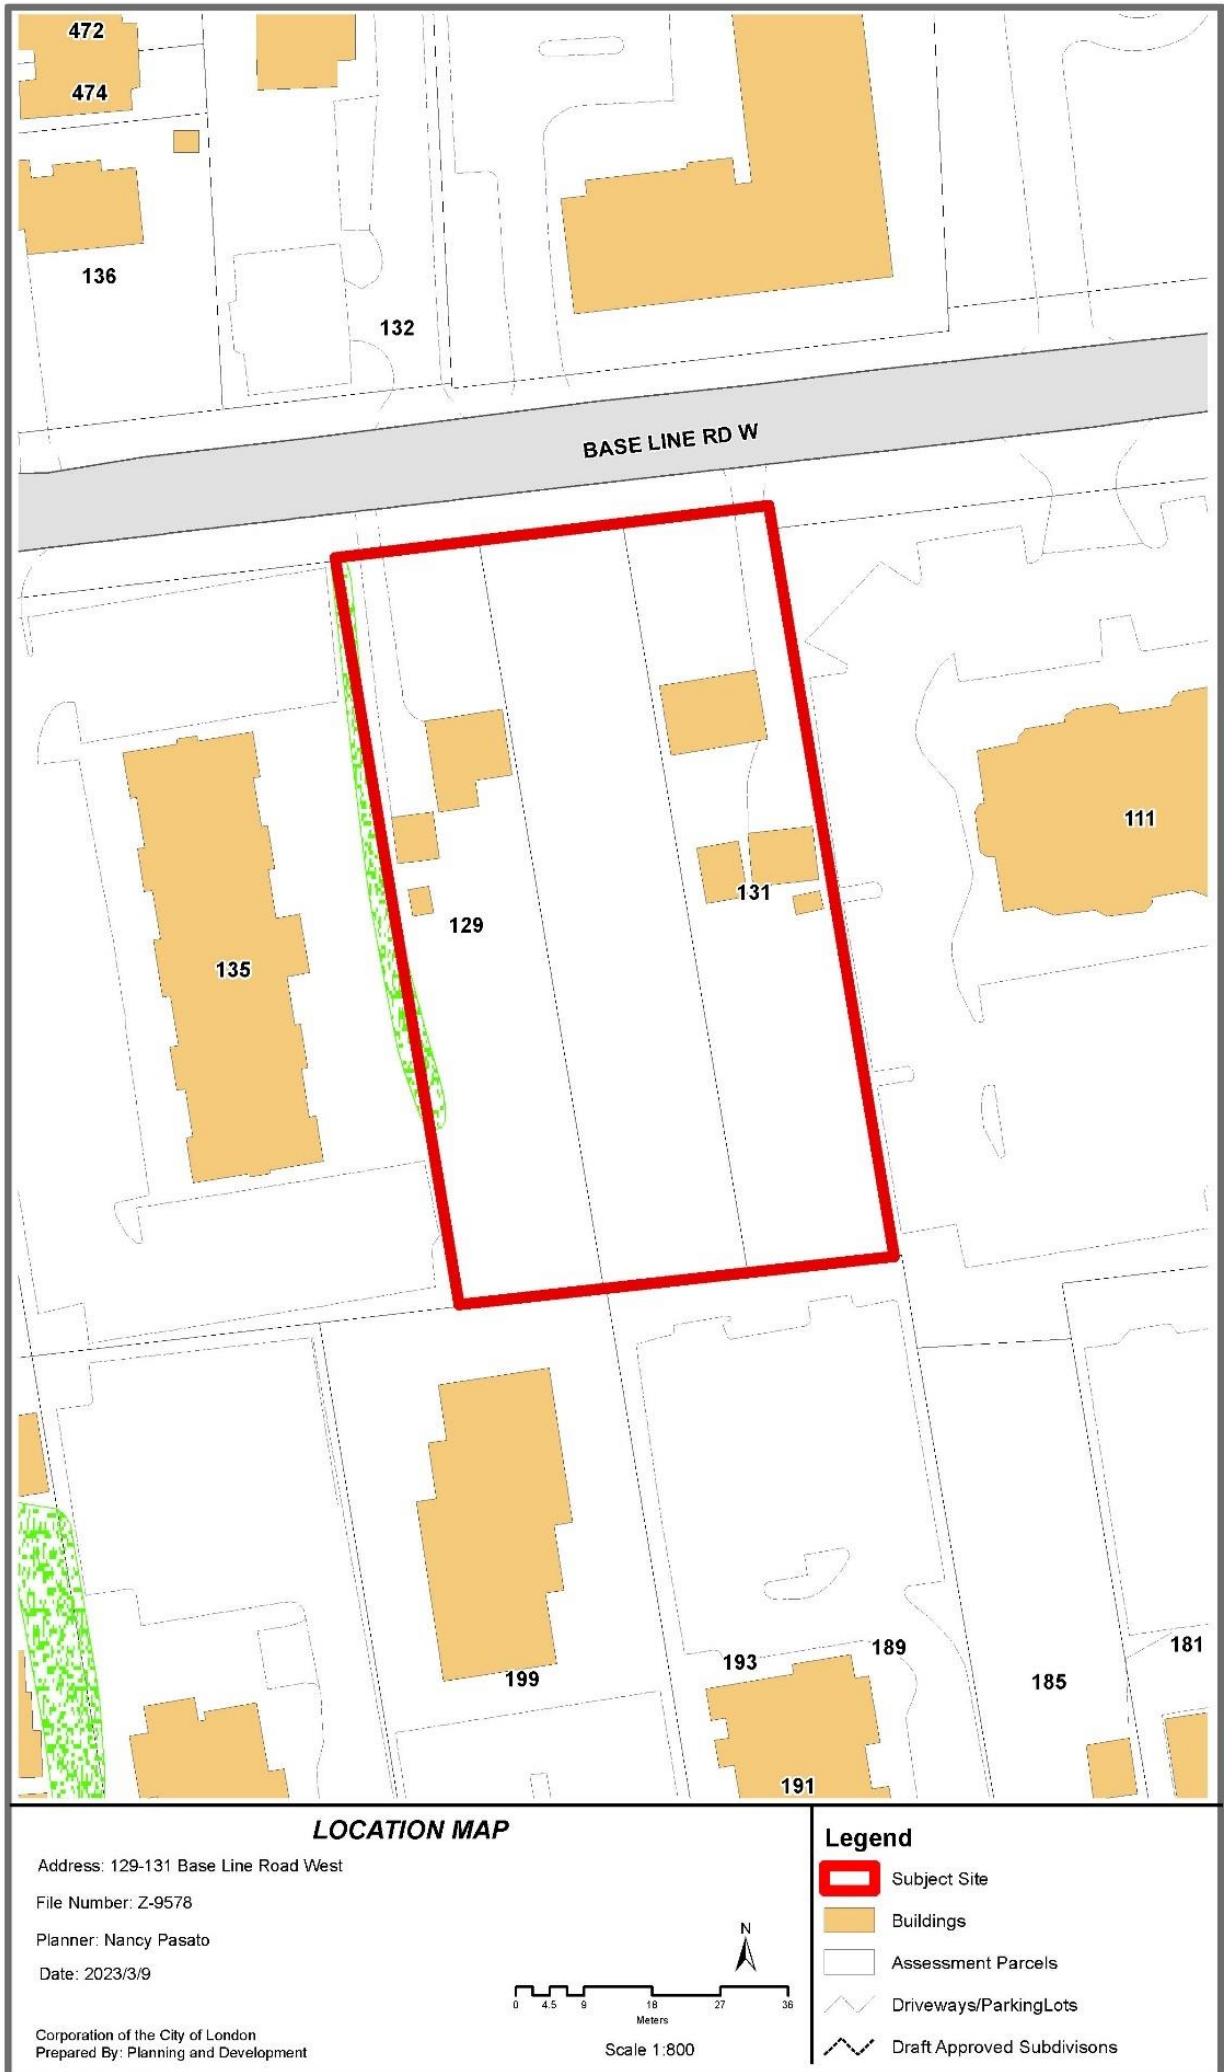 472
474
136
132
BASE LINE RD W
111
131
129
135
199
193
189
185
181
191
LOCATION MAP
Address: 129-131 Base Line Road West
File Number: Z-9578
Planner: Nancy Pasato
Date: 2023/3/9
Corporation of the City of London
Prepared By: Planning and Development
N
0 4.5 9 18 27 36
Meters
Scale 1:800
Legend
Subject Site
Buildings
Assessment Parcels
Driveways/ParkingLots
Draft Approved Subdivisons